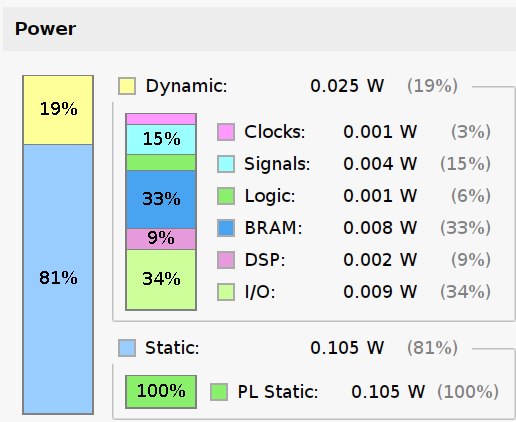 Power
19%
81%
Dynamic: 0.025 W (19%)
15%
33%
9%
34%
Clocks: 0.001 W (3%)
Signals: 0.004 W (15%)
Logic: 0.001 W (6%)
BRAM: 0.008 W (33%)
DSP: 0.002 W (9%)
I/O: 0.009 W (34%)
Static: 0.105 W (81%)
100%
PL Static: 0.105 W (100%)